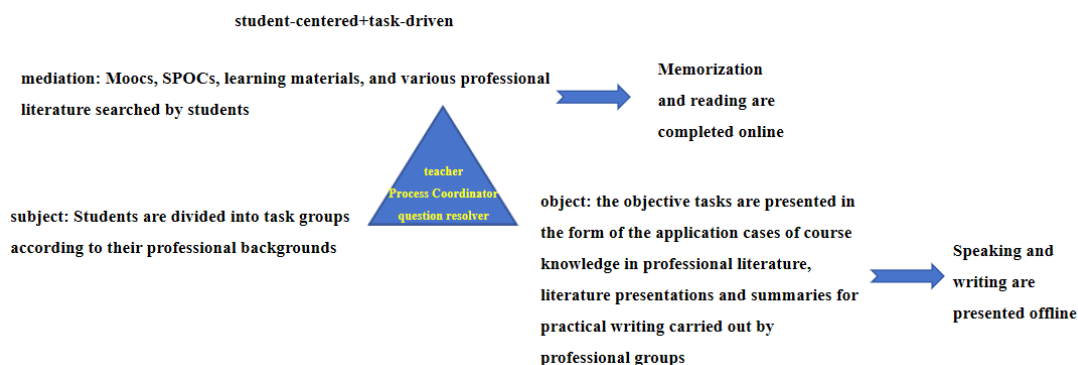 student-centered+task-driven
mediation: Moocs, SPOCs, learning materials, and various professional
literature searched by students
Memorization
and reading are
completed online
teacher
Process Coordinator
question resolver
subject: Students are divided into task groups
according to their professional backgrounds
object: the objective tasks are presented in
the form of the application cases of course
knowledge in professional literature,
literature presentations and summaries for
practical writing carried out by
professional groups
Speaking and
writing are
presented offline